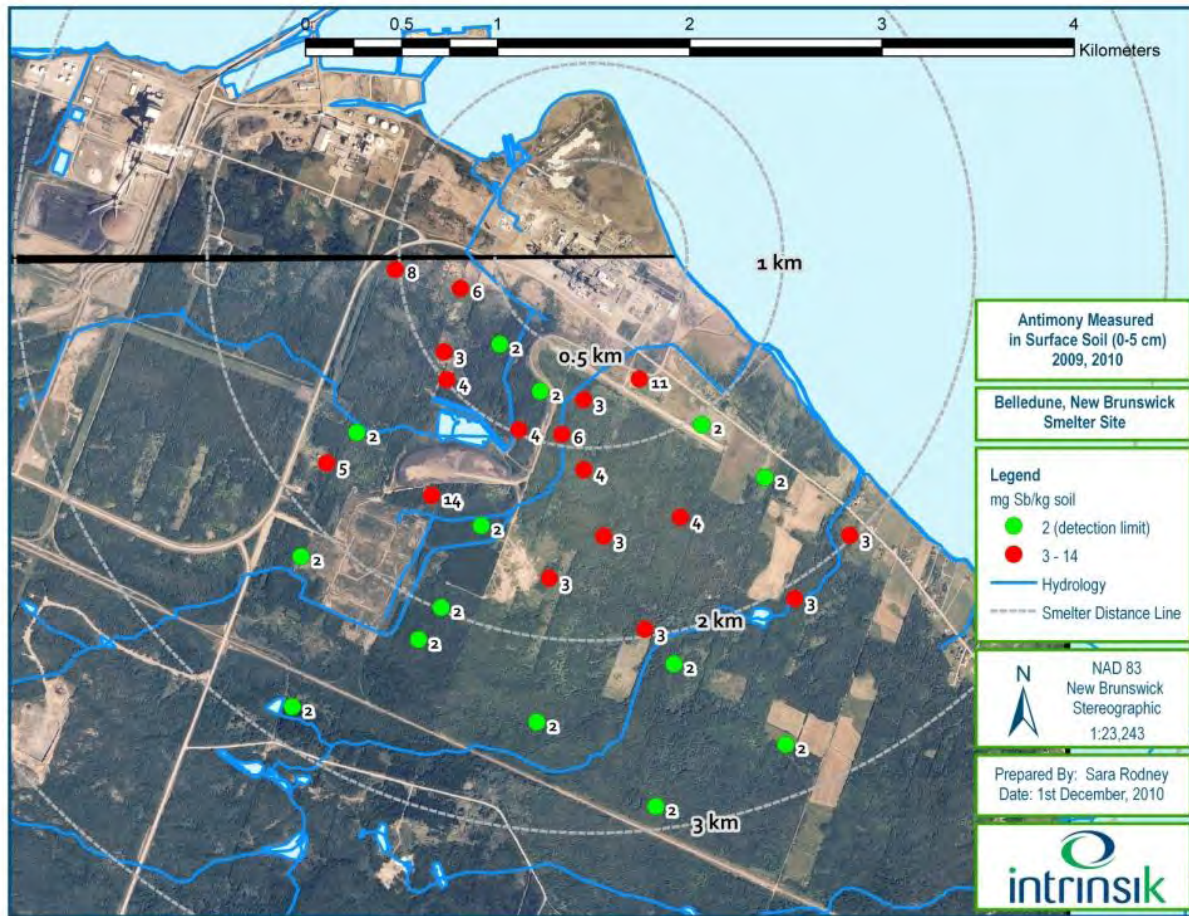 0 0.5 1 2 3 4
Kilometers
1 km
8
6
3
2
0.5 km
4
2
11
3
2
4
6
2
5
4
2
14
4
2
3
3
2
3
3
2
2 km
3
2
2
2
2
2
2
3 km
Antimony Measured
in Surface Soil (0-5 cm)
2009, 2010
Belledune, New Brunswick
Smelter Site
Legend
mg Sb/kg soil
2 (detection limit)
3 - 14
Hydrology
Smelter Distance Line
N
NAD 83
New Brunswick
Stereographic
1:23,243
Prepared By: Sara Rodney
Date: 1st December, 2010
intrinsik